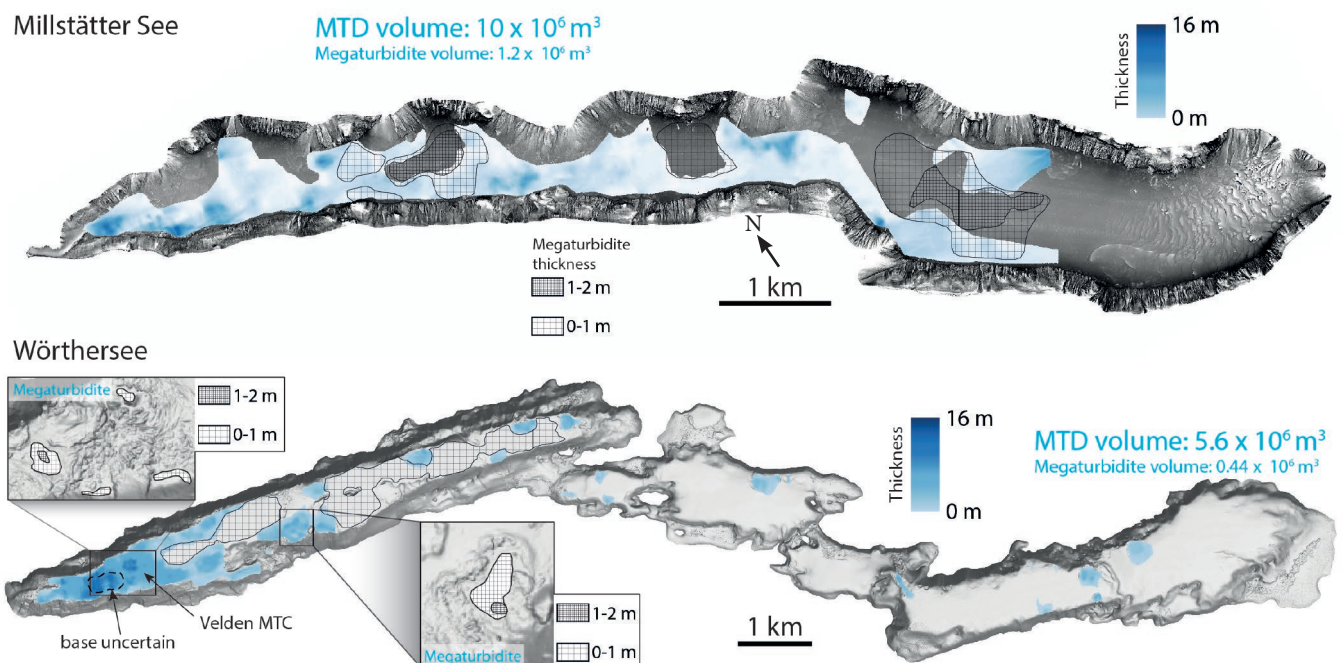 Millstätter See
MTD volume: 10 x 10⁶ m³
Megaturbidite volume: 1.2 x 10⁶ m³
Thickness
16 m
0 m
N
1 km
Megaturbidite
thickness
1-2 m
0-1 m
Wörthersee
Megaturbidite
1-2 m
0-1 m
Thickness
16 m
0 m
MTD volume: 5.6 x 10⁶ m³
Megaturbidite volume: 0.44 x 10⁶ m³
base uncertain
Velden MTC
Megaturbidite
1-2 m
0-1 m
1 km